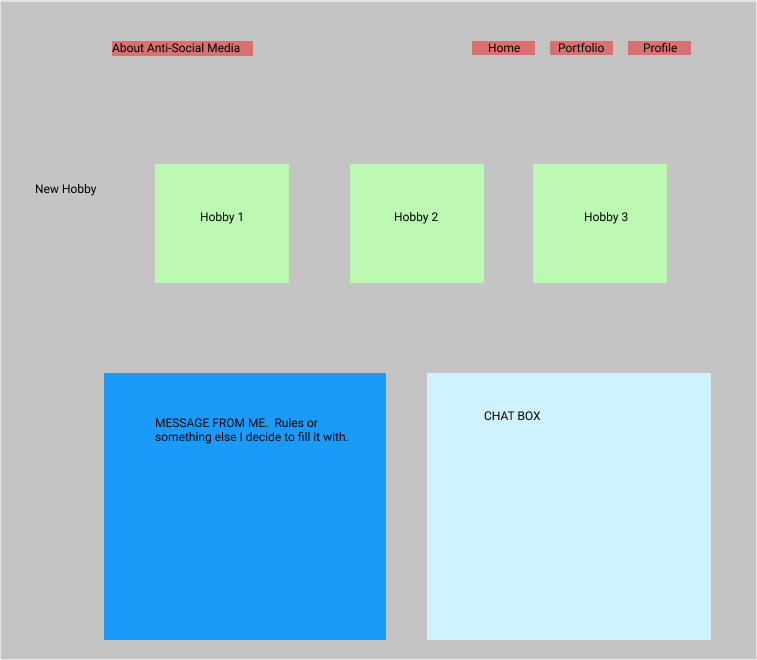 About Anti-Social Media
Home
Portfolio
Profile
New Hobby
Hobby 1
Hobby 2
Hobby 3
MESSAGE FROM ME.  Rules or
something else I decide to fill it with.
CHAT BOX